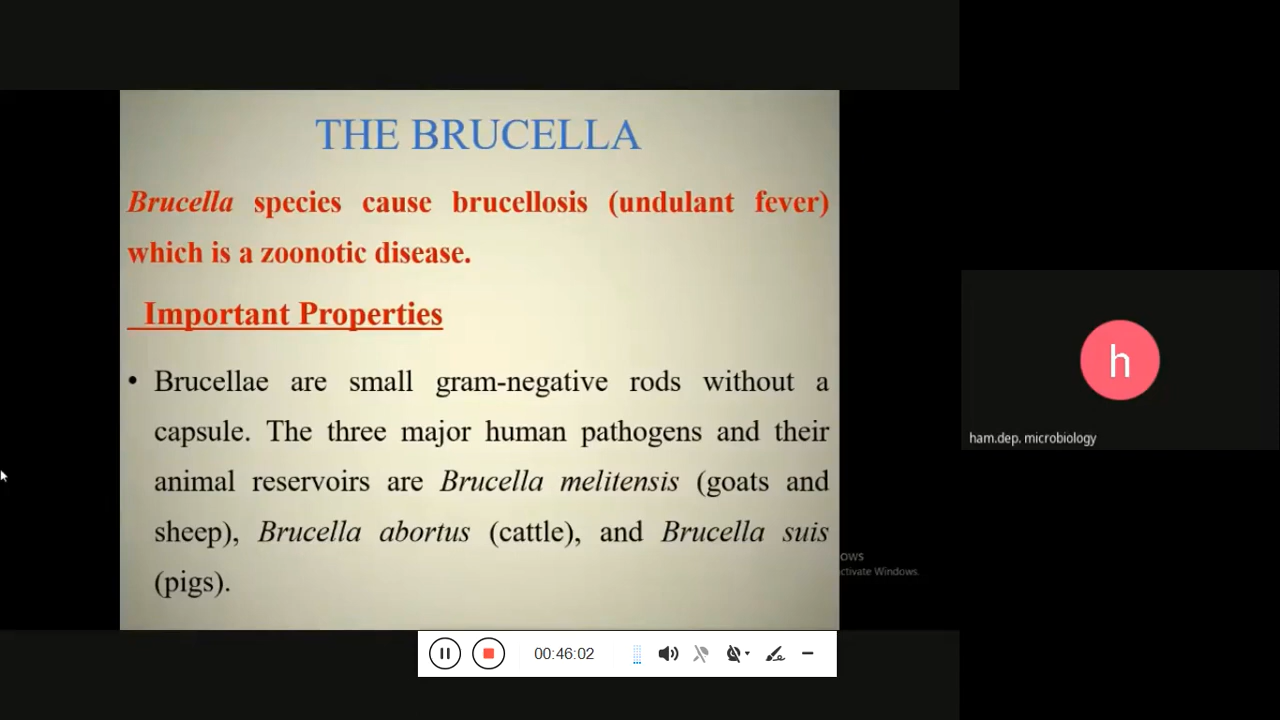 THE BRUCELLA
Brucella species cause brucellosis (undulant fever)
which is a zoonotic disease.
Important Properties
• Brucellae are small gram-negative rods without a
capsule. The three major human pathogens and their
animal reservoirs are Brucella melitensis (goats and
sheep), Brucella abortus (cattle), and Brucella suis
(pigs).
h
ham.dep. microbiology
ows
ctivate Windows.
00:46:02